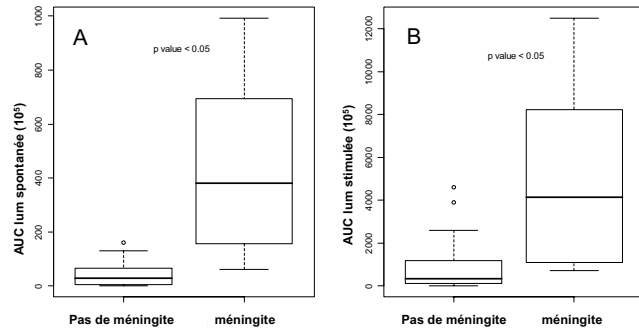 A
p value < 0.05
AUC lum spontanée (10⁵)
1000
800
600
400
200
0
Pas de méningite
méningite
B
p value < 0.05
AUC lum stimulée (10⁵)
12000
10000
8000
6000
4000
2000
0
Pas de méningite
méningite